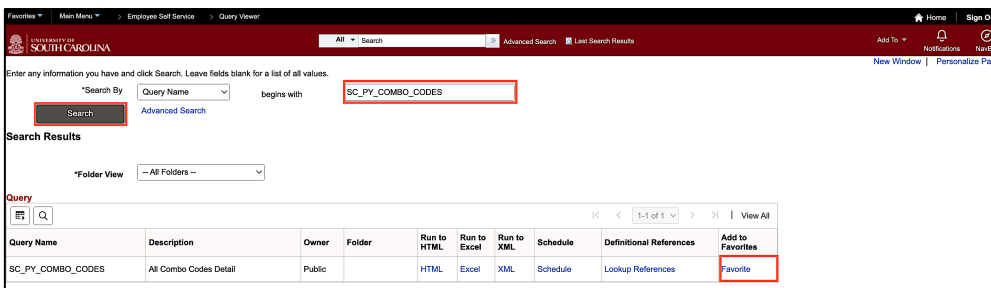 Favorites Main Menu > Employee Self Service > Query Viewer Home Sign O
UNIVERSITY OF
SOUTH CAROLINA
All Search » Advanced Search Last Search Results Add To Notifications NavB
New Window | Personalize Pa
Enter any information you have and click Search. Leave fields blank for a list of all values.
*Search By Query Name begins with SC_PY_COMBO_CODES
Search Advanced Search
Search Results
*Folder View -- All Folders --
Query
1-1 of 1 | View All
Query Name Description Owner Folder Run to HTML Run to Excel Run to XML Schedule Definitional References Add to Favorites
SC_PY_COMBO_CODES All Combo Codes Detail Public HTML Excel XML Schedule Lookup References Favorite